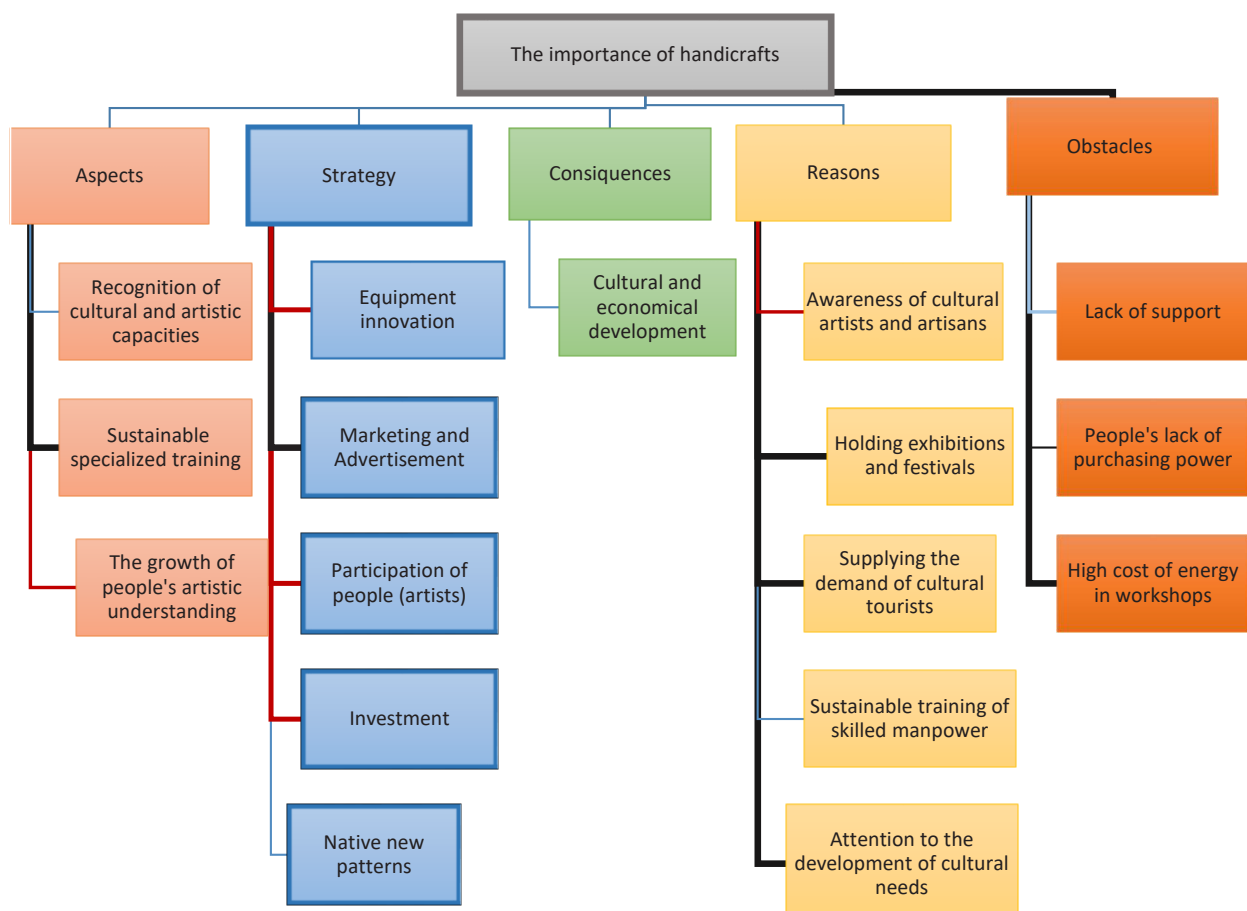 The importance of handicrafts
Aspects
Recognition of
cultural and artistic
capacities
Sustainable
specialized training
The growth of
people's artistic
understanding
Strategy
Equipment
innovation
Marketing and
Advertisement
Participation of
people (artists)
Investment
Native new
patterns
Consiquences
Cultural and
economical
development
Reasons
Awareness of cultural
artists and artisans
Holding exhibitions
and festivals
Supplying the
demand of cultural
tourists
Sustainable training of
skilled manpower
Attention to the
development of cultural
needs
Obstacles
Lack of support
People's lack of
purchasing power
High cost of energy
in workshops